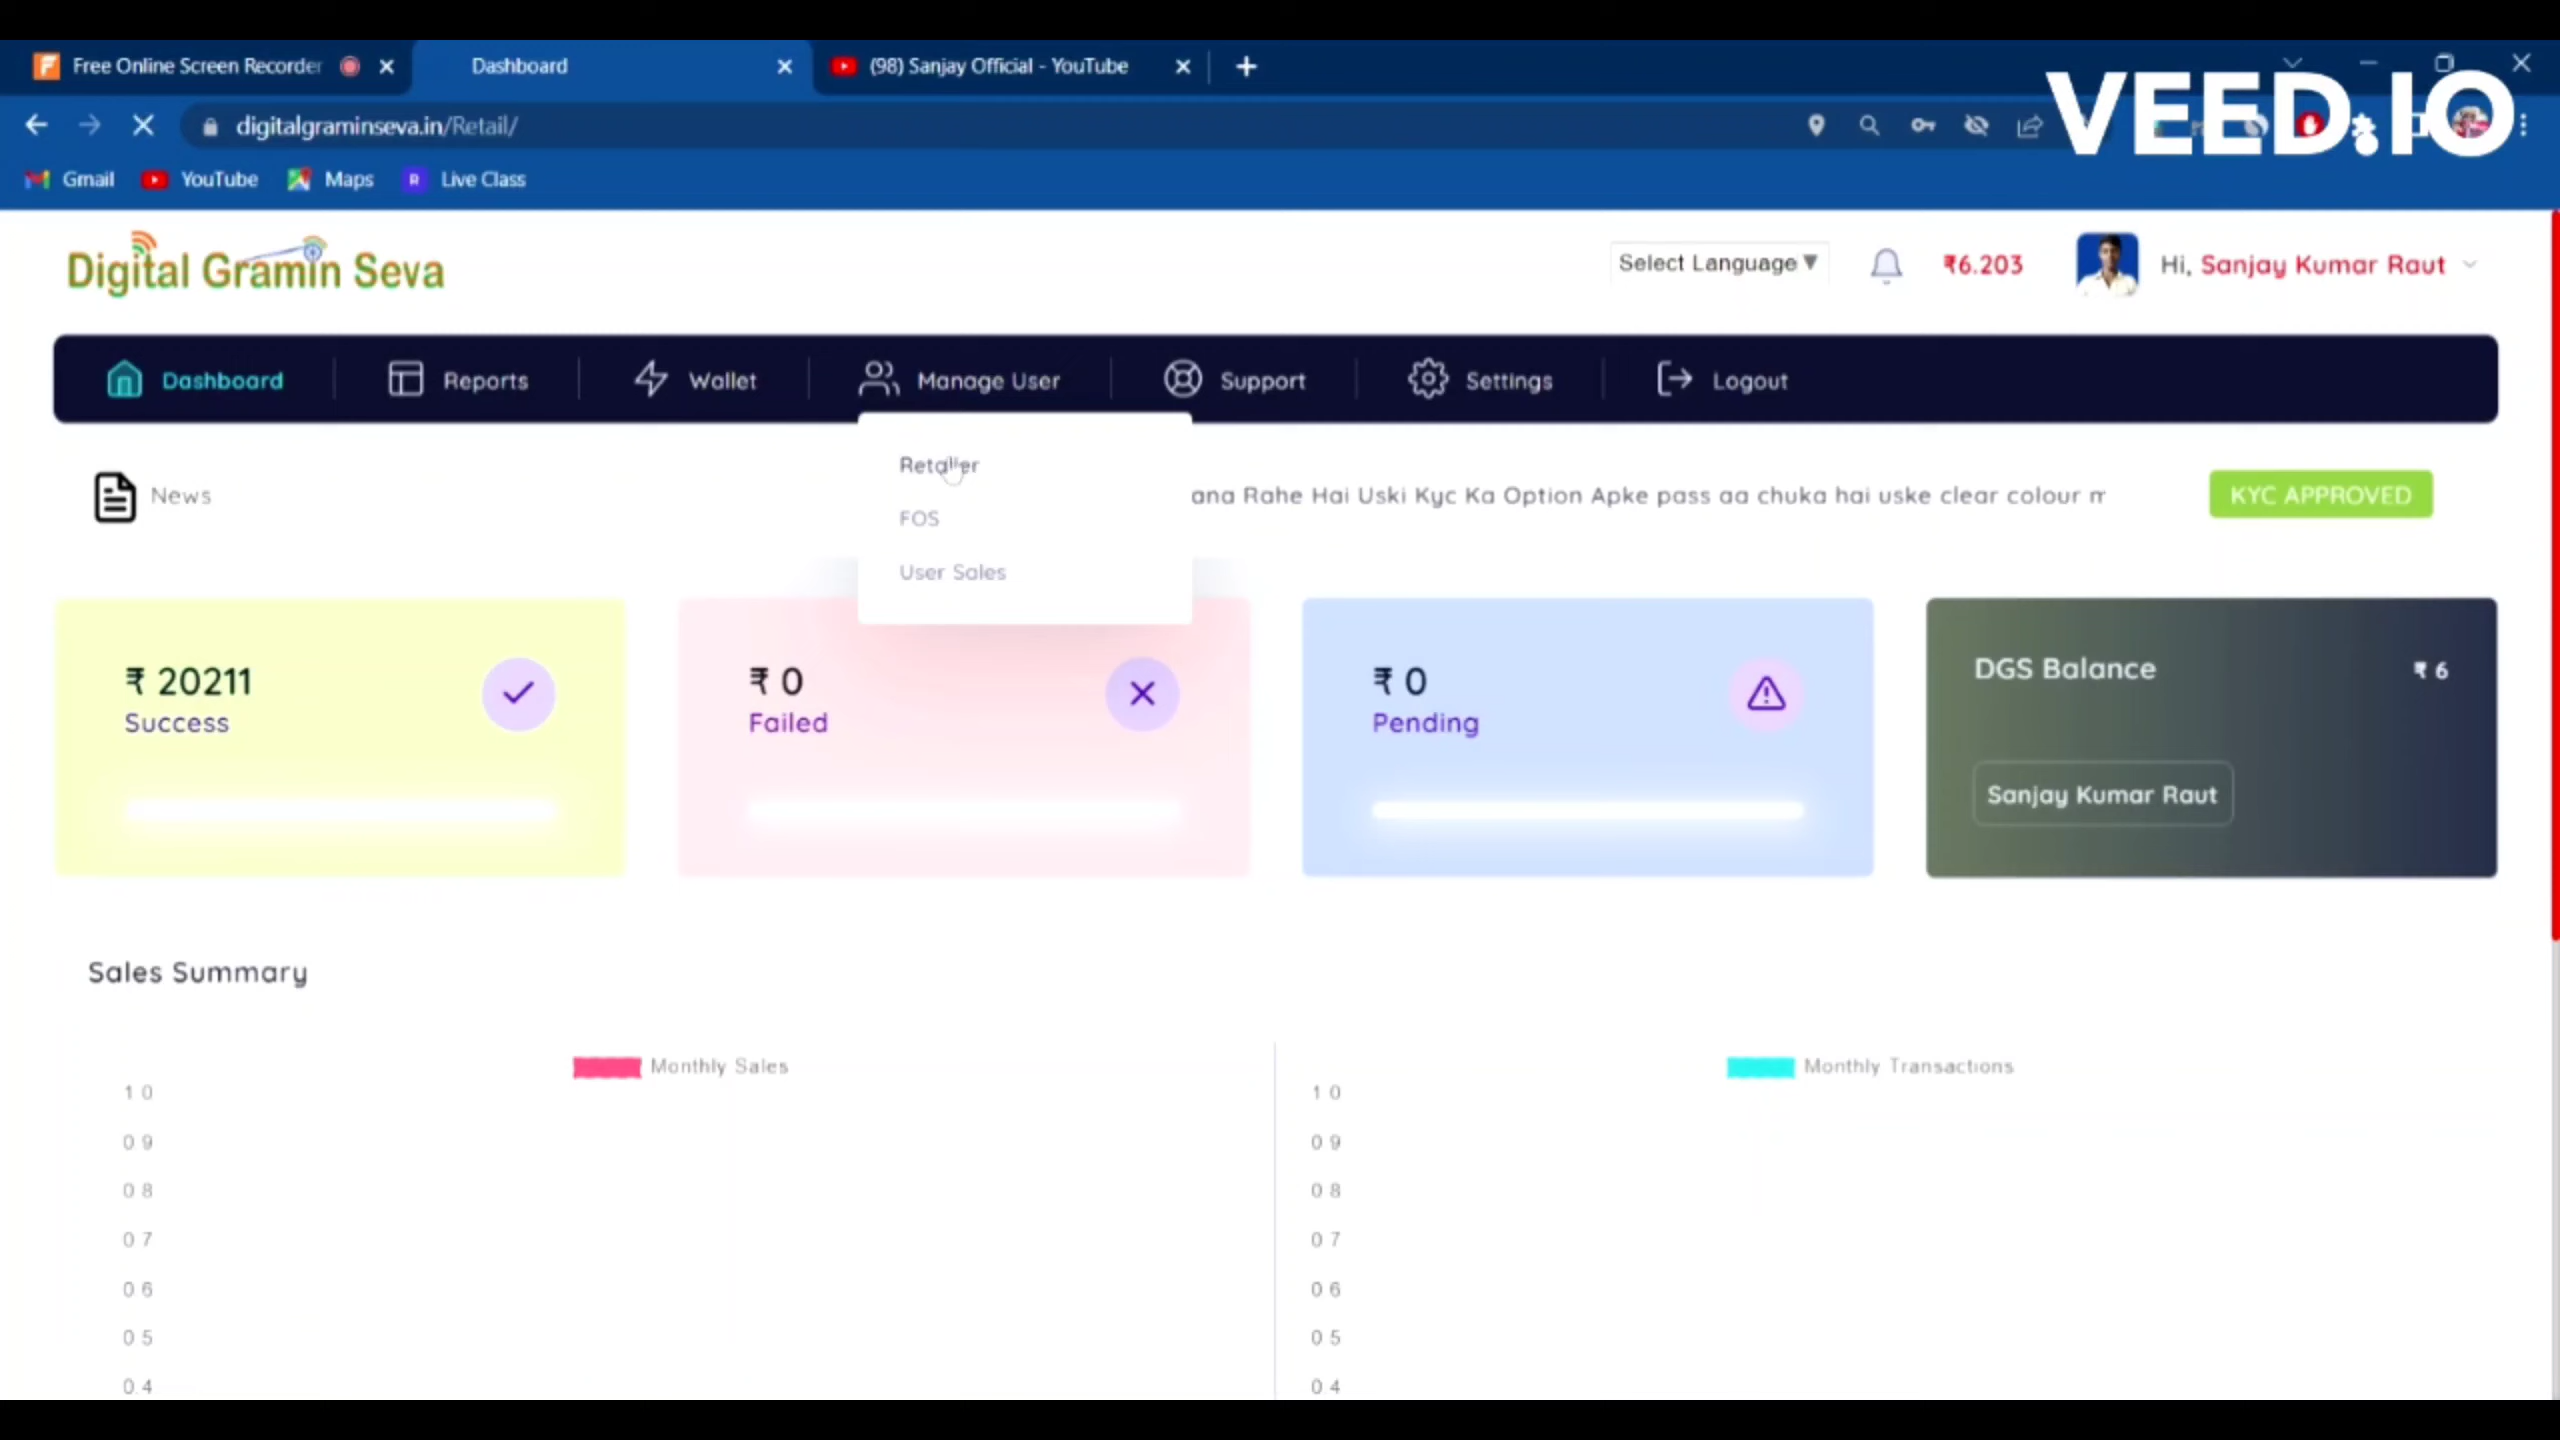 Free Online Screen Recorder
Dashboard
(98) Sanjay Official - YouTube
VEED.IO
digitalgraminseva.in/Retail/
Gmail
YouTube
Maps
Live Class
Digital Gramin Seva
Select Language ▼
₹6.203
Hi, Sanjay Kumar Raut
Dashboard
Reports
Wallet
Manage User
Support
Settings
Logout
Retailer
FOS
User Sales
News
ana Rahe Hai Uski Kyc Ka Option Apke pass aa chuka hai uske clear colour
KYC APPROVED
₹ 20211
Success
₹ 0
Failed
₹ 0
Pending
DGS Balance
₹ 6
Sanjay Kumar Raut
Sales Summary
Monthly Sales
1 0
0 9
0 8
0 7
0 6
0 5
0 4
Monthly Transactions
1 0
0 9
0 8
0 7
0 6
0 5
0 4